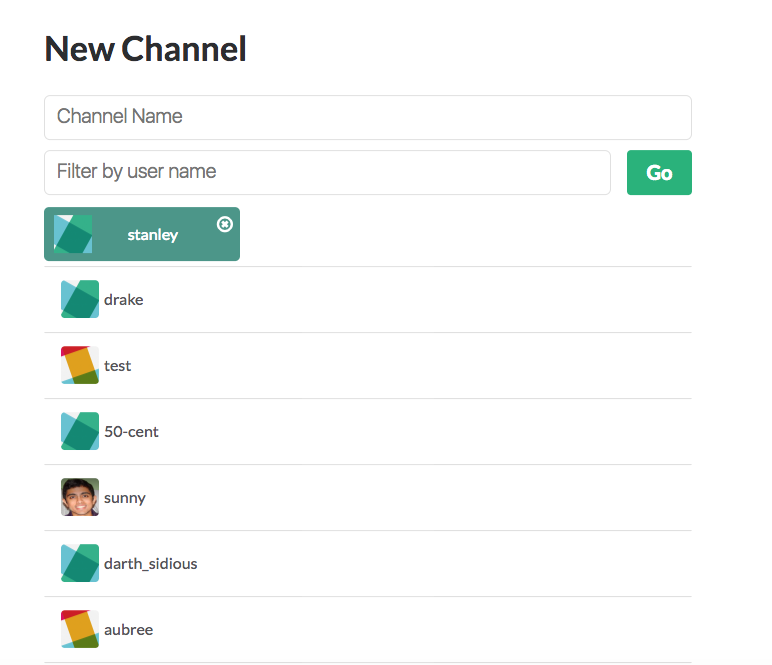 New Channel
Channel Name
Filter by user name
Go
stanley
drake
test
50-cent
sunny
darth_sidious
aubree